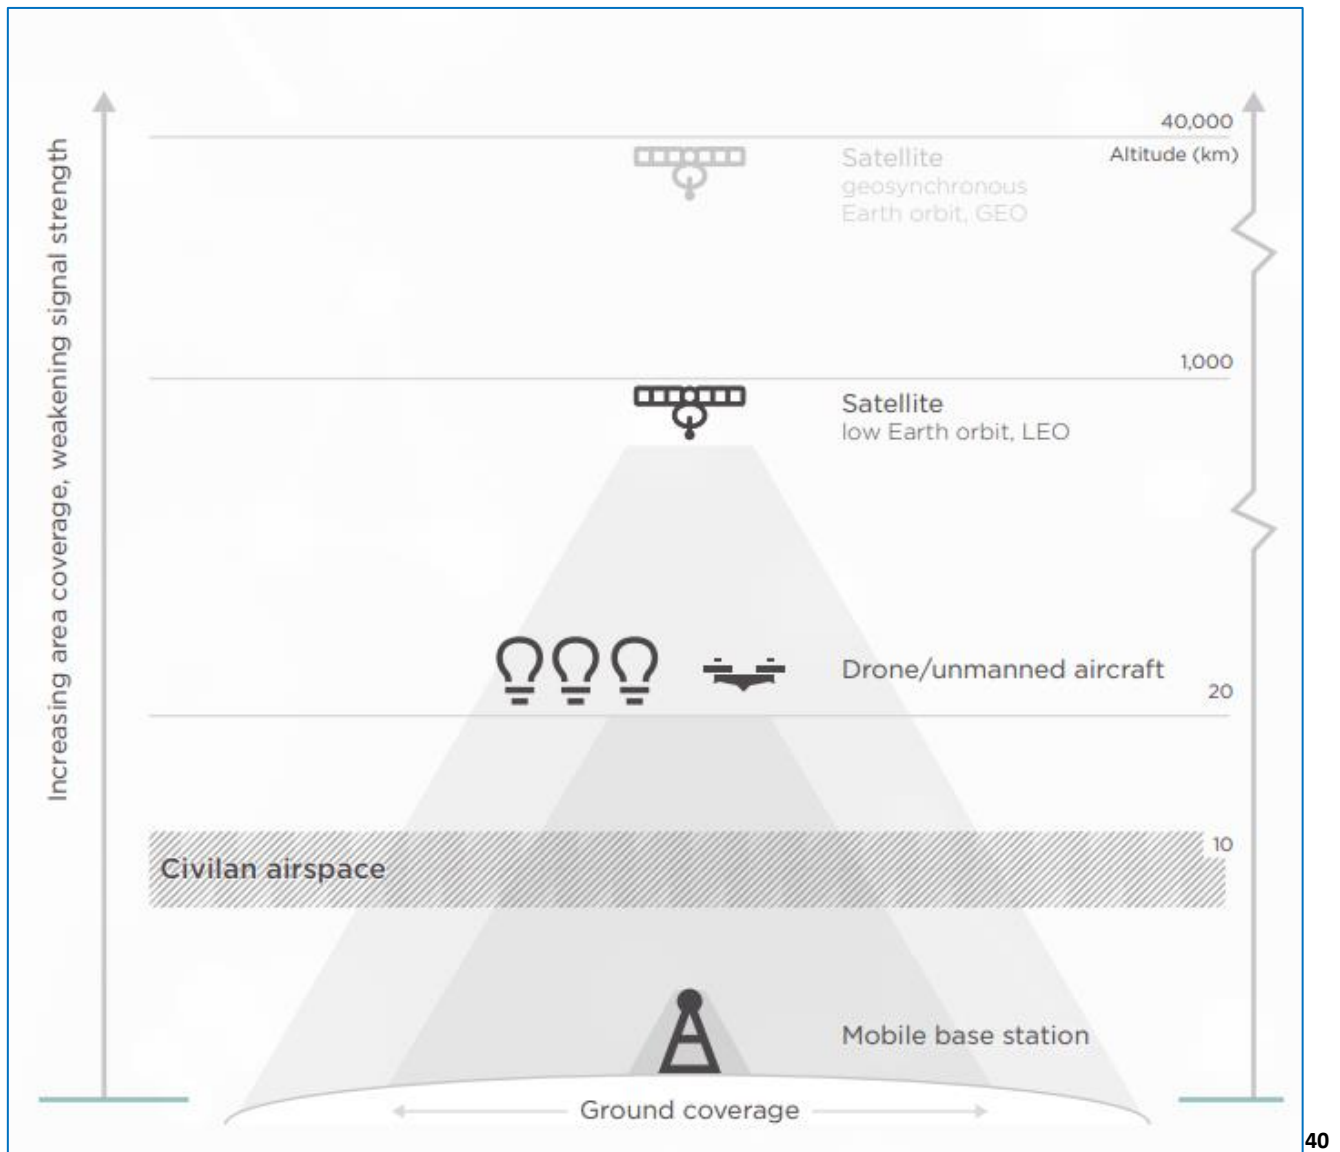 Increasing area coverage, weakening signal strength
40,000
Altitude (km)
Satellite
geosynchronous
Earth orbit, GEO
1,000
Satellite
low Earth orbit, LEO
Drone/unmanned aircraft
20
10
Civilan airspace
Mobile base station
Ground coverage
40